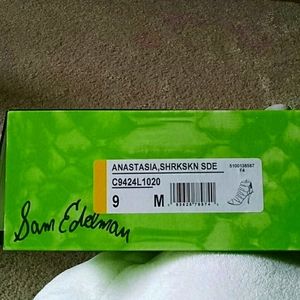 ANASTASIA,SHRKSKN SDE
C9424L1020
9 M
Sam Edelman